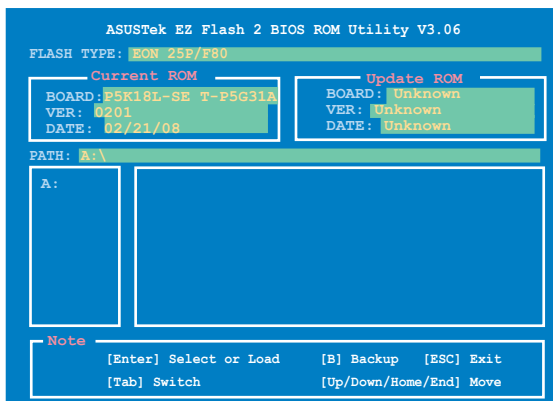 ASUSTek EZ Flash 2 BIOS ROM Utility V3.06
FLASH TYPE: EON 25P/F80
Current ROM
BOARD:P5K18L-SE T-P5G31A
VER: 0201
DATE: 02/21/08
Update ROM
BOARD: Unknown
VER: Unknown
DATE: Unknown
PATH: A:\
A:
Note
[Enter] Select or Load [B] Backup [ESC] Exit
[Tab] Switch [Up/Down/Home/End] Move